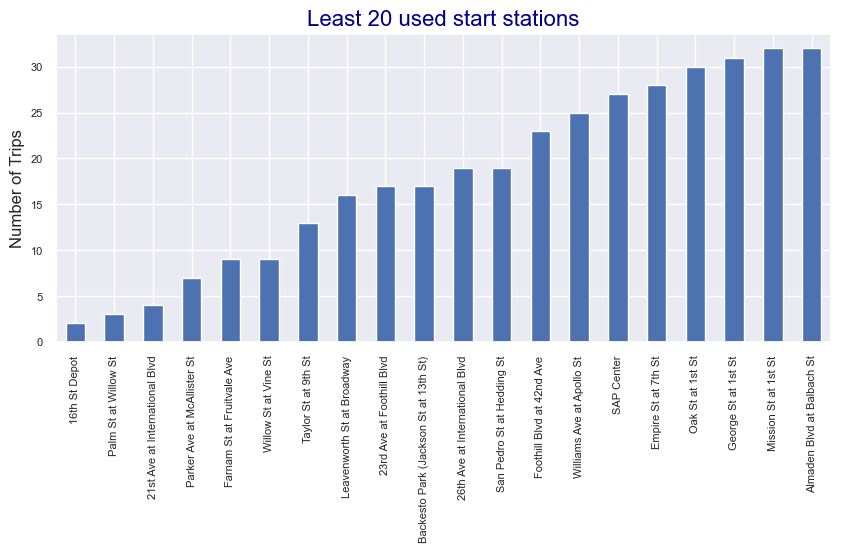 Least 20 used start stations
Number of Trips
30
25
20
15
10
5
0
16th St Depot
Palm St at Willow St
21st Ave at International Blvd
Parker Ave at McAllister St
Farnam St at Fruitvale Ave
Willow St at Vine St
Taylor St at 9th St
Leavenworth St at Broadway
23rd Ave at Foothill Blvd
Backesto Park (Jackson St at 13th St)
26th Ave at International Blvd
San Pedro St at Hedding St
Foothill Blvd at 42nd Ave
Williams Ave at Apollo St
SAP Center
Empire St at 7th St
Oak St at 1st St
George St at 1st St
Mission St at 1st St
Almaden Blvd at Balbach St